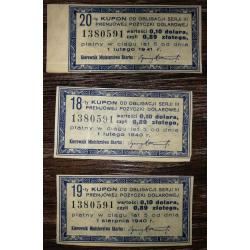 20-ty KUPON OD OBLIGACJI SERJI III
PREMJOWEJ POŻYCZKI DOLAROWEJ
1380591 wartości 0,10 dolara,
czyli 0,89 złotego,
płatny w ciągu lat 5 od dnia
1 lutego 1941 r.
Kierownik Ministerstwa Skarbu:
18-ty KUPON OD OBLIGACJI SERJI III
PREMJOWEJ POŻYCZKI DOLAROWEJ
1380591 wartości 0,10 dolara,
czyli 0,89 złotego,
płatny w ciągu lat 5 od dnia
1 lutego 1940 r.
Kierownik Ministerstwa Skarbu:
19-ty KUPON OD OBLIGACJI SERJI III
PREMJOWEJ POŻYCZKI DOLAROWEJ
1380591 wartości 0,10 dolara,
czyli 0,89 złotego,
płatny w ciągu lat 5 od dnia
1 sierpnia 1940 r.
Kierownik Ministerstwa Skarbu: